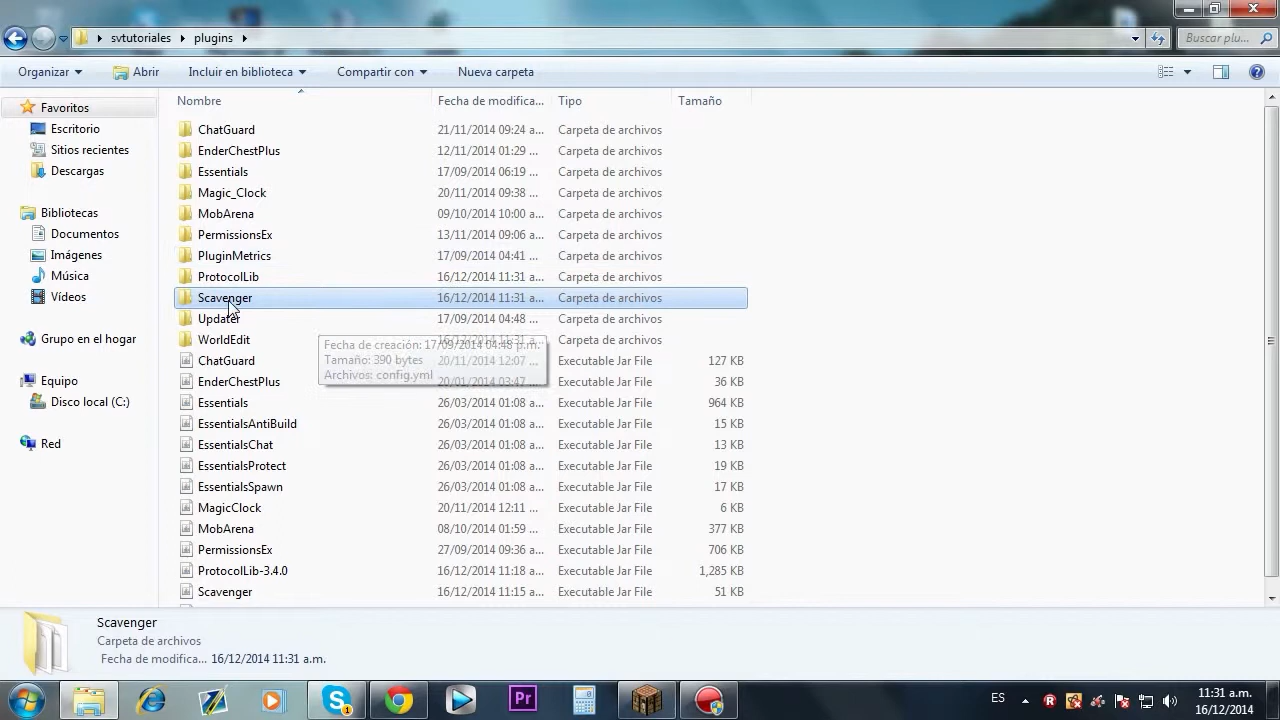 svtutoriales plugins
Buscar plu...
Organizar Abrir Incluir en biblioteca Compartir con Nueva carpeta
Favoritos
Escritorio
Sitios recientes
Descargas
Bibliotecas
Documentos
Imágenes
Música
Vídeos
Grupo en el hogar
Equipo
Disco local (C:)
Red
Nombre Fecha de modifica... Tipo Tamaño
ChatGuard 21/11/2014 09:24 a... Carpeta de archivos
EnderChestPlus 12/11/2014 01:29 ... Carpeta de archivos
Essentials 17/09/2014 06:19 ... Carpeta de archivos
Magic_Clock 20/11/2014 09:38 ... Carpeta de archivos
MobArena 09/10/2014 10:00 a... Carpeta de archivos
PermissionsEx 13/11/2014 09:06 a... Carpeta de archivos
PluginMetrics 17/09/2014 04:41 ... Carpeta de archivos
ProtocolLib 16/12/2014 11:31 a... Carpeta de archivos
Scavenger 16/12/2014 11:31 a... Carpeta de archivos
Updater 17/09/2014 04:48 ... Carpeta de archivos
WorldEdit 16/12/2014 11:31 a... Carpeta de archivos
ChatGuard 20/11/2014 12:07 ... Executable Jar File 127 KB
EnderChestPlus 20/01/2014 03:47 ... Executable Jar File 36 KB
Essentials 26/03/2014 01:08 a... Executable Jar File 964 KB
EssentialsAntiBuild 26/03/2014 01:08 a... Executable Jar File 15 KB
EssentialsChat 26/03/2014 01:08 a... Executable Jar File 13 KB
EssentialsProtect 26/03/2014 01:08 a... Executable Jar File 19 KB
EssentialsSpawn 26/03/2014 01:08 a... Executable Jar File 17 KB
MagicClock 20/11/2014 12:11 ... Executable Jar File 6 KB
MobArena 08/10/2014 01:59 ... Executable Jar File 377 KB
PermissionsEx 27/09/2014 09:36 a... Executable Jar File 706 KB
ProtocolLib-3.4.0 16/12/2014 11:18 a... Executable Jar File 1,285 KB
Scavenger 16/12/2014 11:15 a... Executable Jar File 51 KB
Fecha de creación: 17/09/2014 04:48 p.m.
Tamaño: 390 bytes
Archivos: config.yml
Scavenger
Carpeta de archivos
Fecha de modifica... 16/12/2014 11:31 a.m.
Pr
ES
11:31 a.m.
16/12/2014